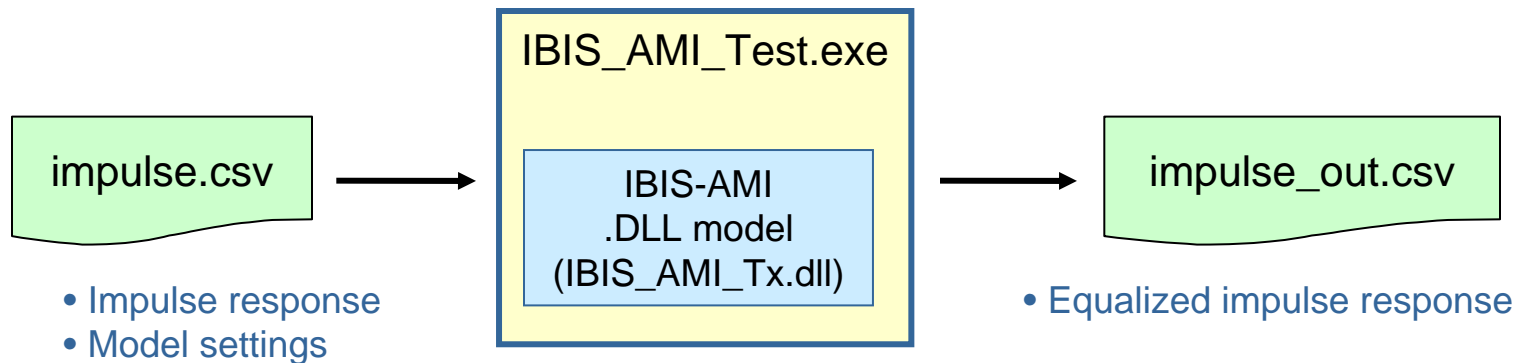 IBIS_AMI_Test.exe
impulse.csv
IBIS-AMI
.DLL model
(IBIS_AMI_Tx.dll)
impulse_out.csv
• Impulse response
• Model settings
• Equalized impulse response